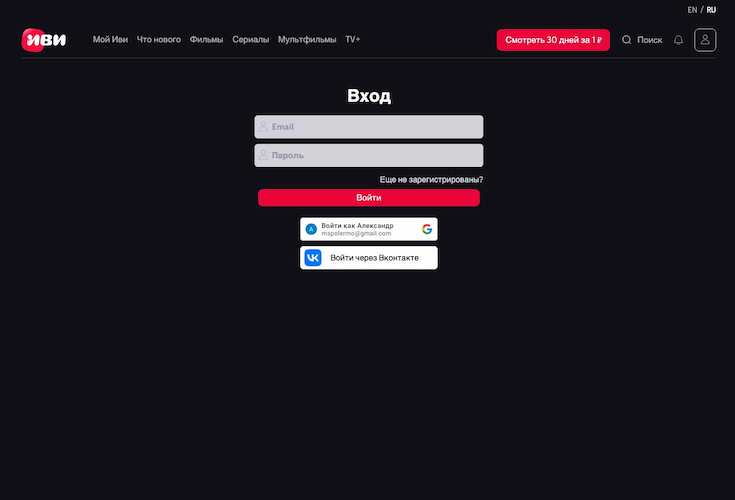 EN / RU
иви
Мой Иви Что нового Фильмы Сериалы Мультфильмы TV+
Смотреть 30 дней за 1 ₽
Поиск
Вход
Email
Пароль
Еще не зарегистрированы?
Войти
A
Войти как Александр
mspalermo@gmail.com
Войти через Вконтакте